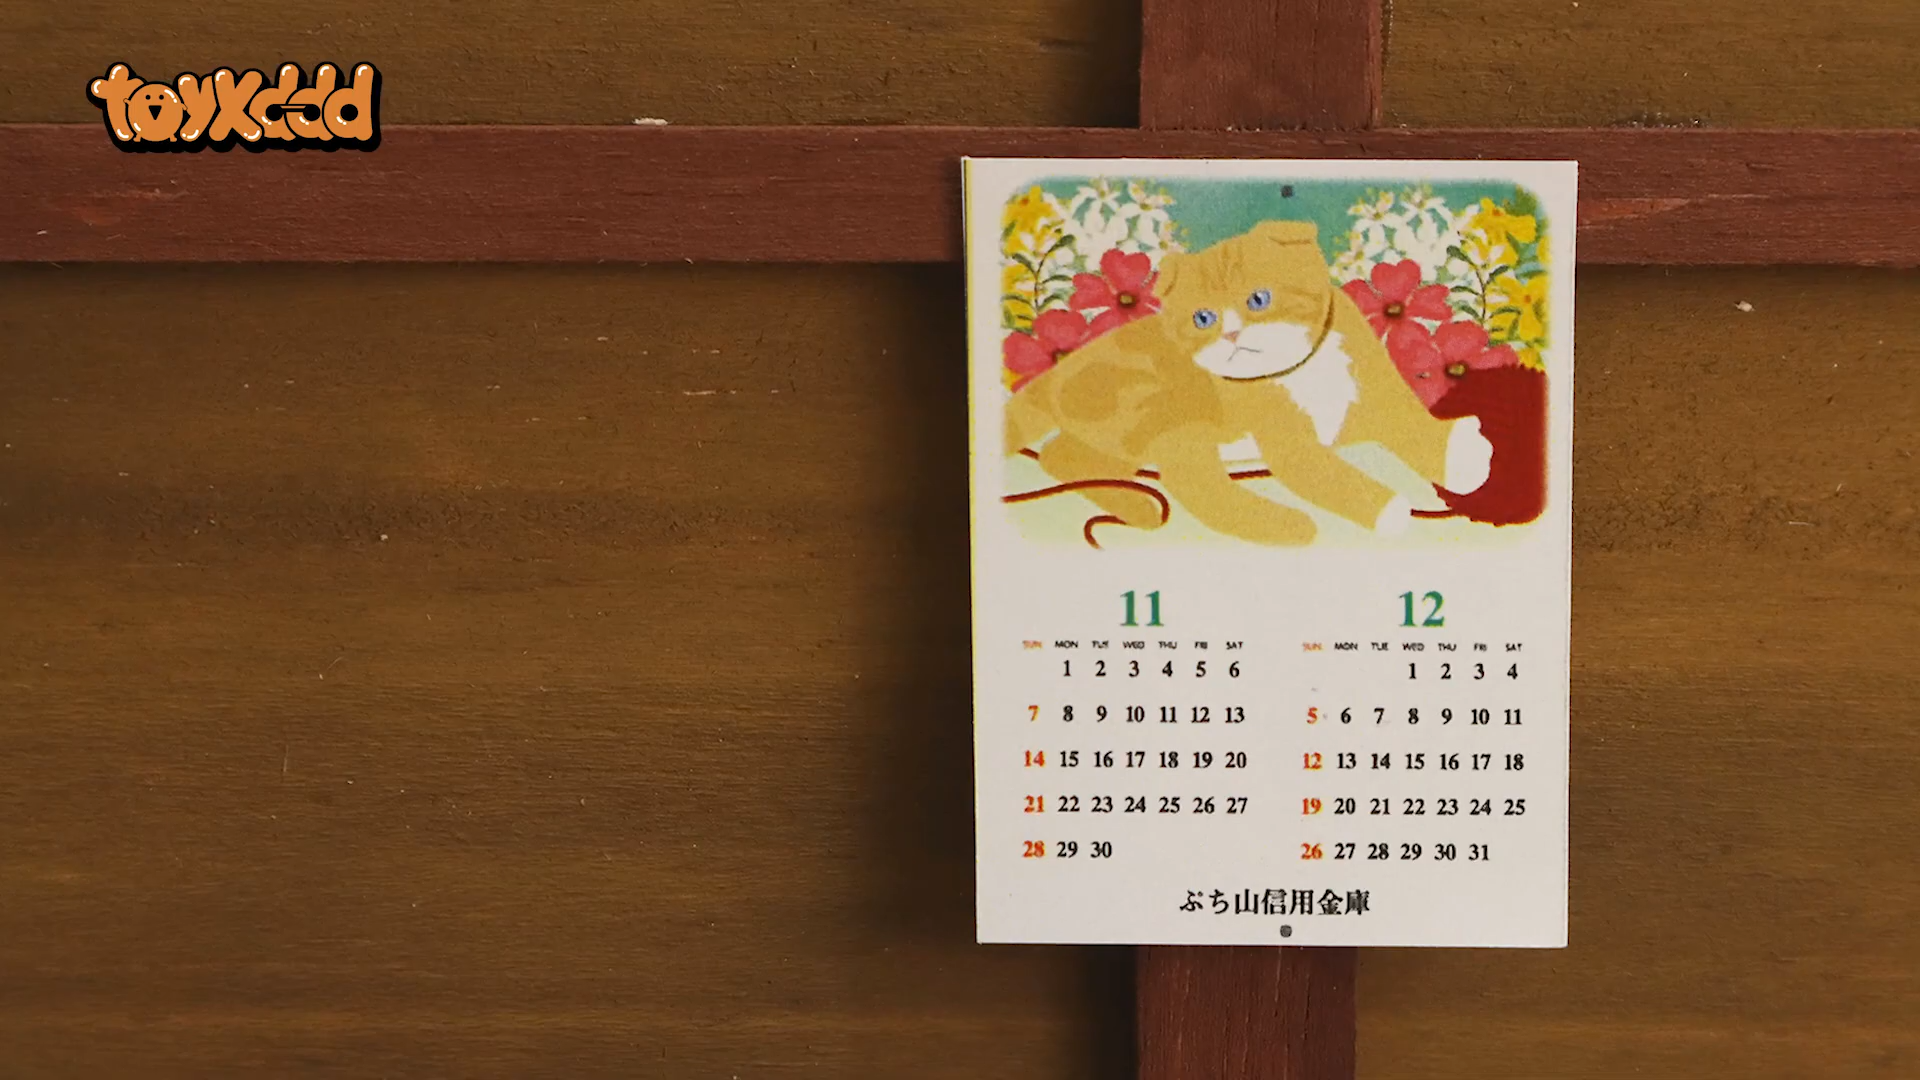 toyxddd
11 12
SUN MON TUE WED THU FRI SAT SUN MON TUE WED THU FRI SAT
1 2 3 4 5 6 1 2 3 4
7 8 9 10 11 12 13 5 6 7 8 9 10 11
14 15 16 17 18 19 20 12 13 14 15 16 17 18
21 22 23 24 25 26 27 19 20 21 22 23 24 25
28 29 30 26 27 28 29 30 31
ぷち山信用金庫